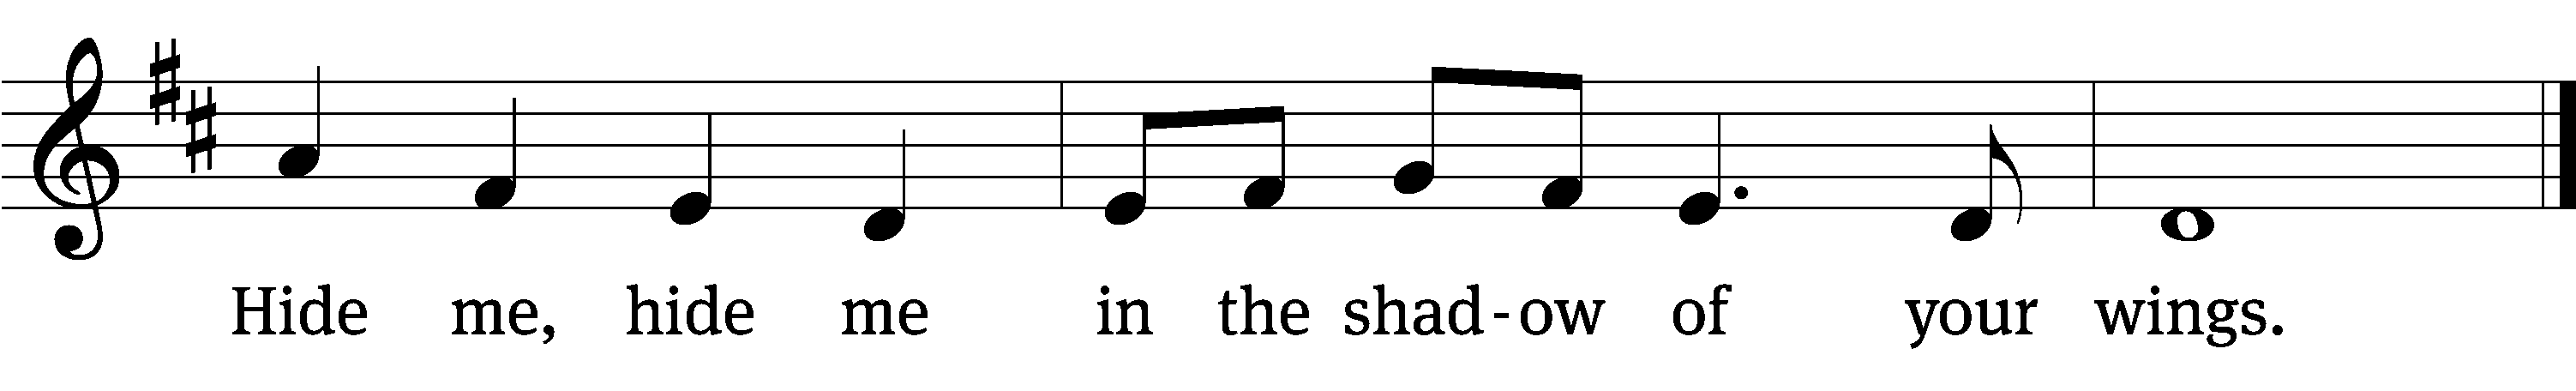 Hide me, hide me in the shad-ow of your wings.